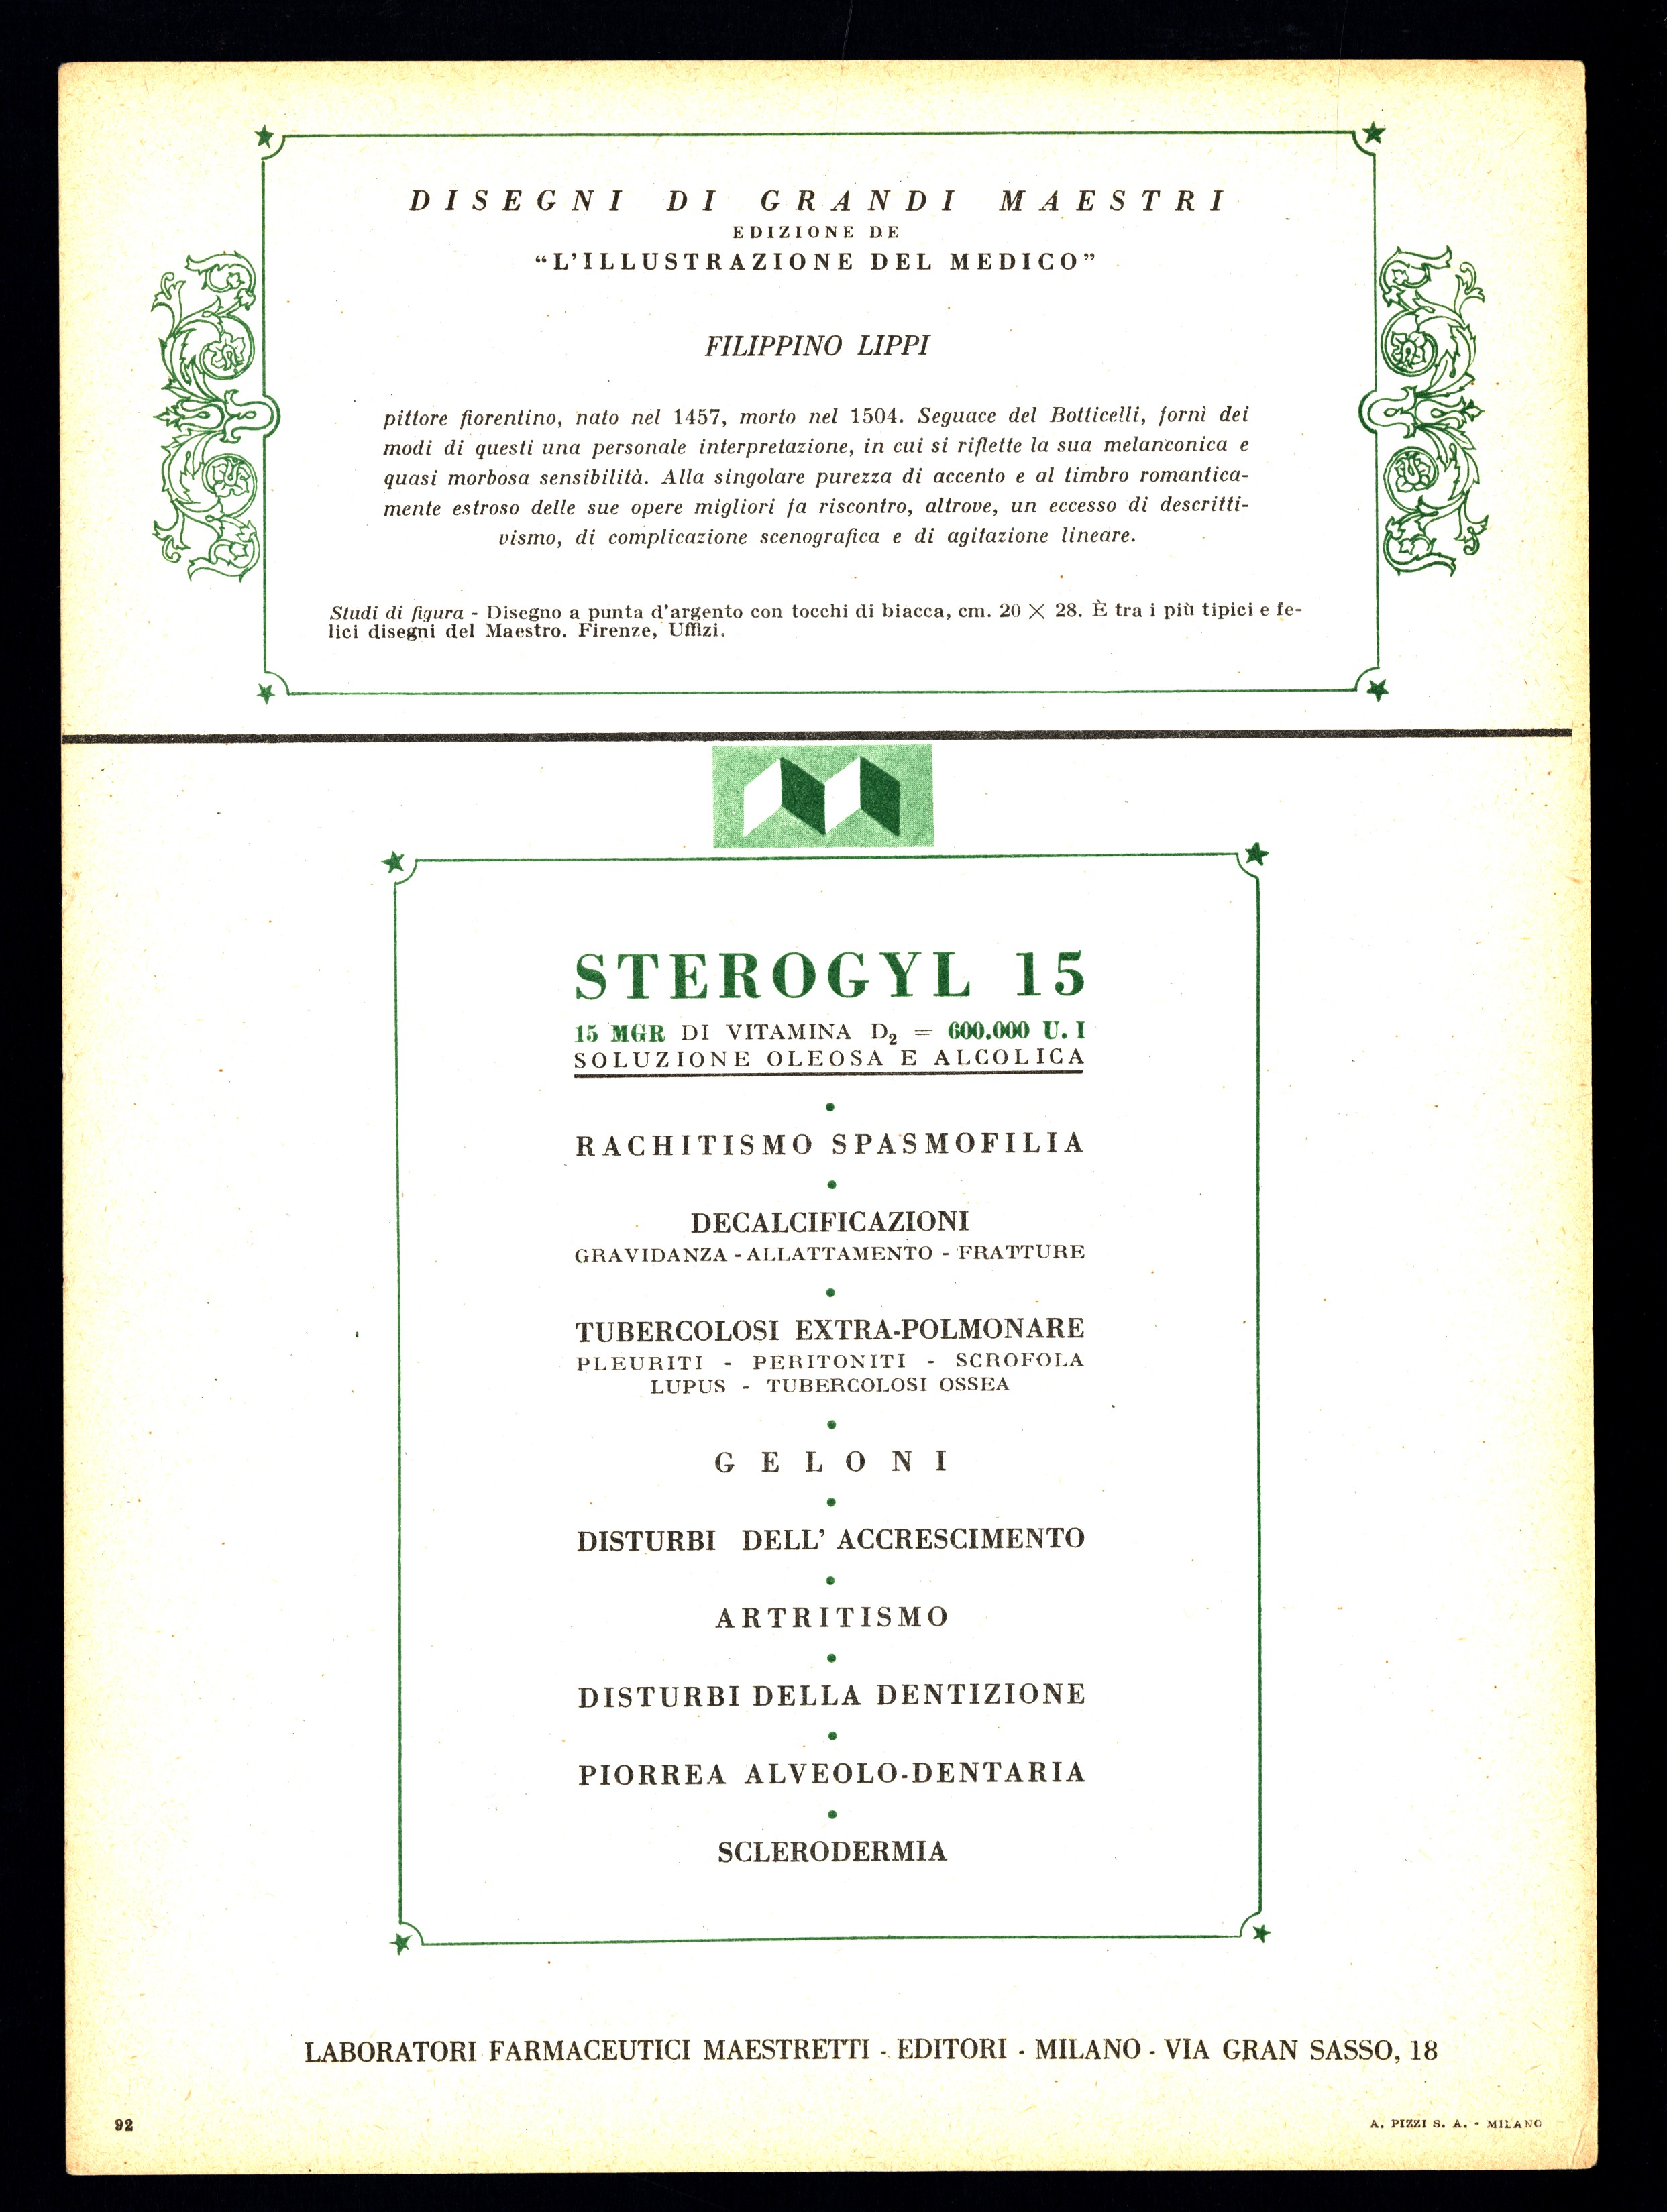 DISEGNI DI GRANDI MAESTRI
EDIZIONE DE
“L’ILLUSTRAZIONE DEL MEDICO”
FILIPPINO LIPPI
pittore fiorentino, nato nel 1457, morto nel 1504. Seguace del Botticelli, fornì dei
modi di questi una personale interpretazione, in cui si riflette la sua melanconica e
quasi morbosa sensibilità. Alla singolare purezza di accento e al timbro romantica-
mente estroso delle sue opere migliori fa riscontro, altrove, un eccesso di descritti-
vismo, di complicazione scenografica e di agitazione lineare.
Studi di figura - Disegno a punta d’argento con tocchi di biacca, cm. 20 × 28. È tra i più tipici e fe-
lici disegni del Maestro. Firenze, Uffizi.
STEROGYL 15
15 MGR DI VITAMINA D₂ = 600.000 U. I
SOLUZIONE OLEOSA E ALCOLICA
RACHITISMO SPASMOFILIA
DECALCIFICAZIONI
GRAVIDANZA - ALLATTAMENTO - FRATTURE
TUBERCOLOSI EXTRA-POLMONARE
PLEURITI - PERITONITI - SCROFOLA
LUPUS - TUBERCOLOSI OSSEA
GELONI
DISTURBI DELL’ ACCRESCIMENTO
ARTRITISMO
DISTURBI DELLA DENTIZIONE
PIORREA ALVEOLO-DENTARIA
SCLERODERMIA
LABORATORI FARMACEUTICI MAESTRETTI - EDITORI - MILANO - VIA GRAN SASSO, 18
92
A. PIZZI S. A. - MILANO